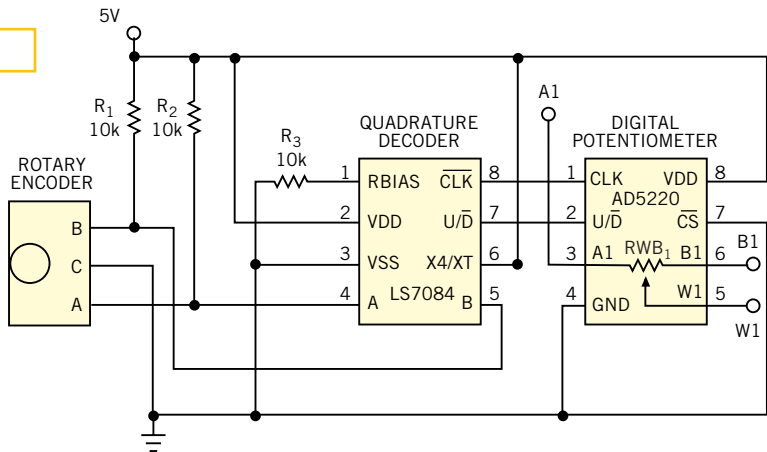 5V
A1
R1
10k
R2
10k
R3
10k
QUADRATURE
DECODER
DIGITAL
POTENTIOMETER
ROTARY
ENCODER
B
C
A
1 RBIAS C̅L̅K̅ 8
2 VDD U/D̅ 7
3 VSS X4/XT 6
4 A LS7084 B 5
1 CLK VDD 8
AD5220
2 U/D̅ C̅S̅ 7
3 A1 RWB1 B1 6 B1
4 GND W1 5 W1